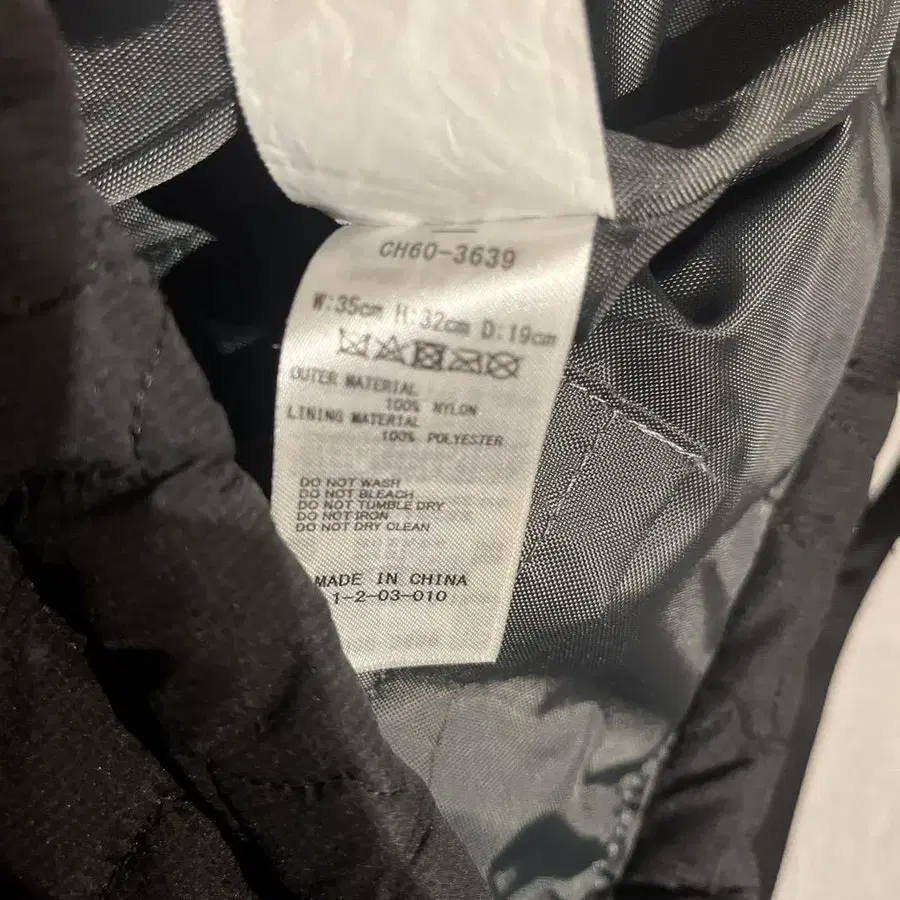 CH60-3639
W:35cm H:32cm D:19cm
OUTER MATERIAL
100% NYLON
LINING MATERIAL
100% POLYESTER
DO NOT WASH
DO NOT BLEACH
DO NOT TUMBLE DRY
DO NOT IRON
DO NOT DRY CLEAN
MADE IN CHINA
1-2-03-010